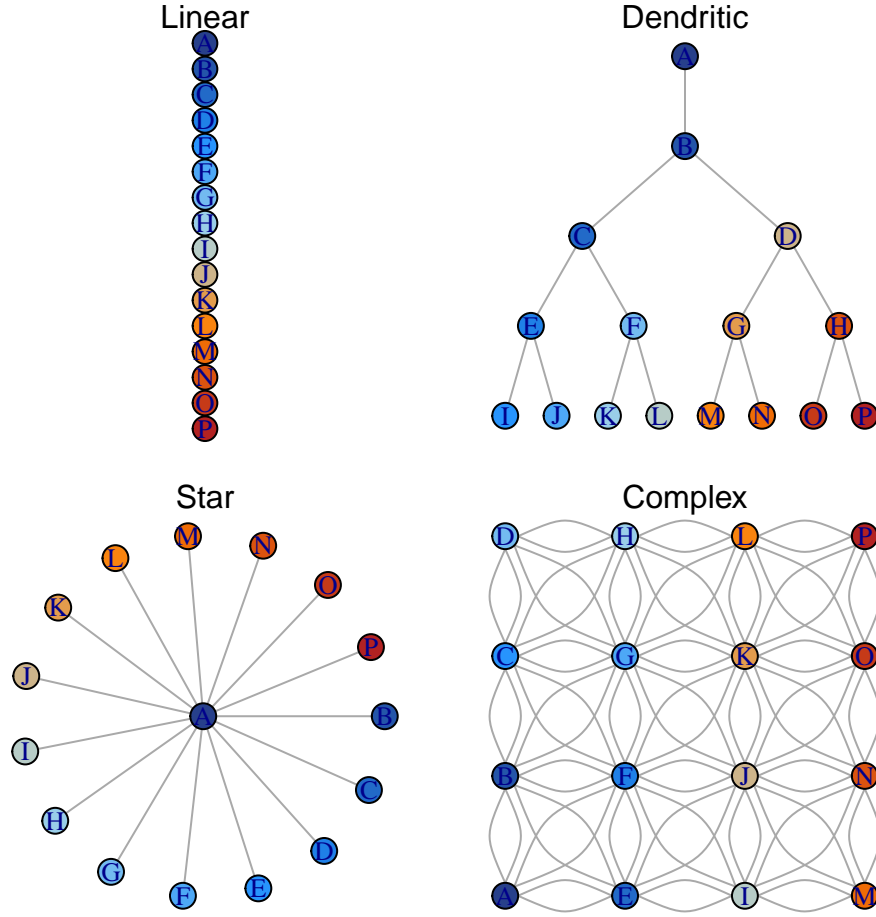 Linear
A
B
C
D
E
F
G
H
I
J
K
L
M
N
O
P
Dendritic
A
B
C D
E F G H
I J K L M N O P
Star
M
N
L
O
K
P
J
A B
I
C
H
D
G
E
F
Complex
D H L P
C G K O
B F J N
A E I M